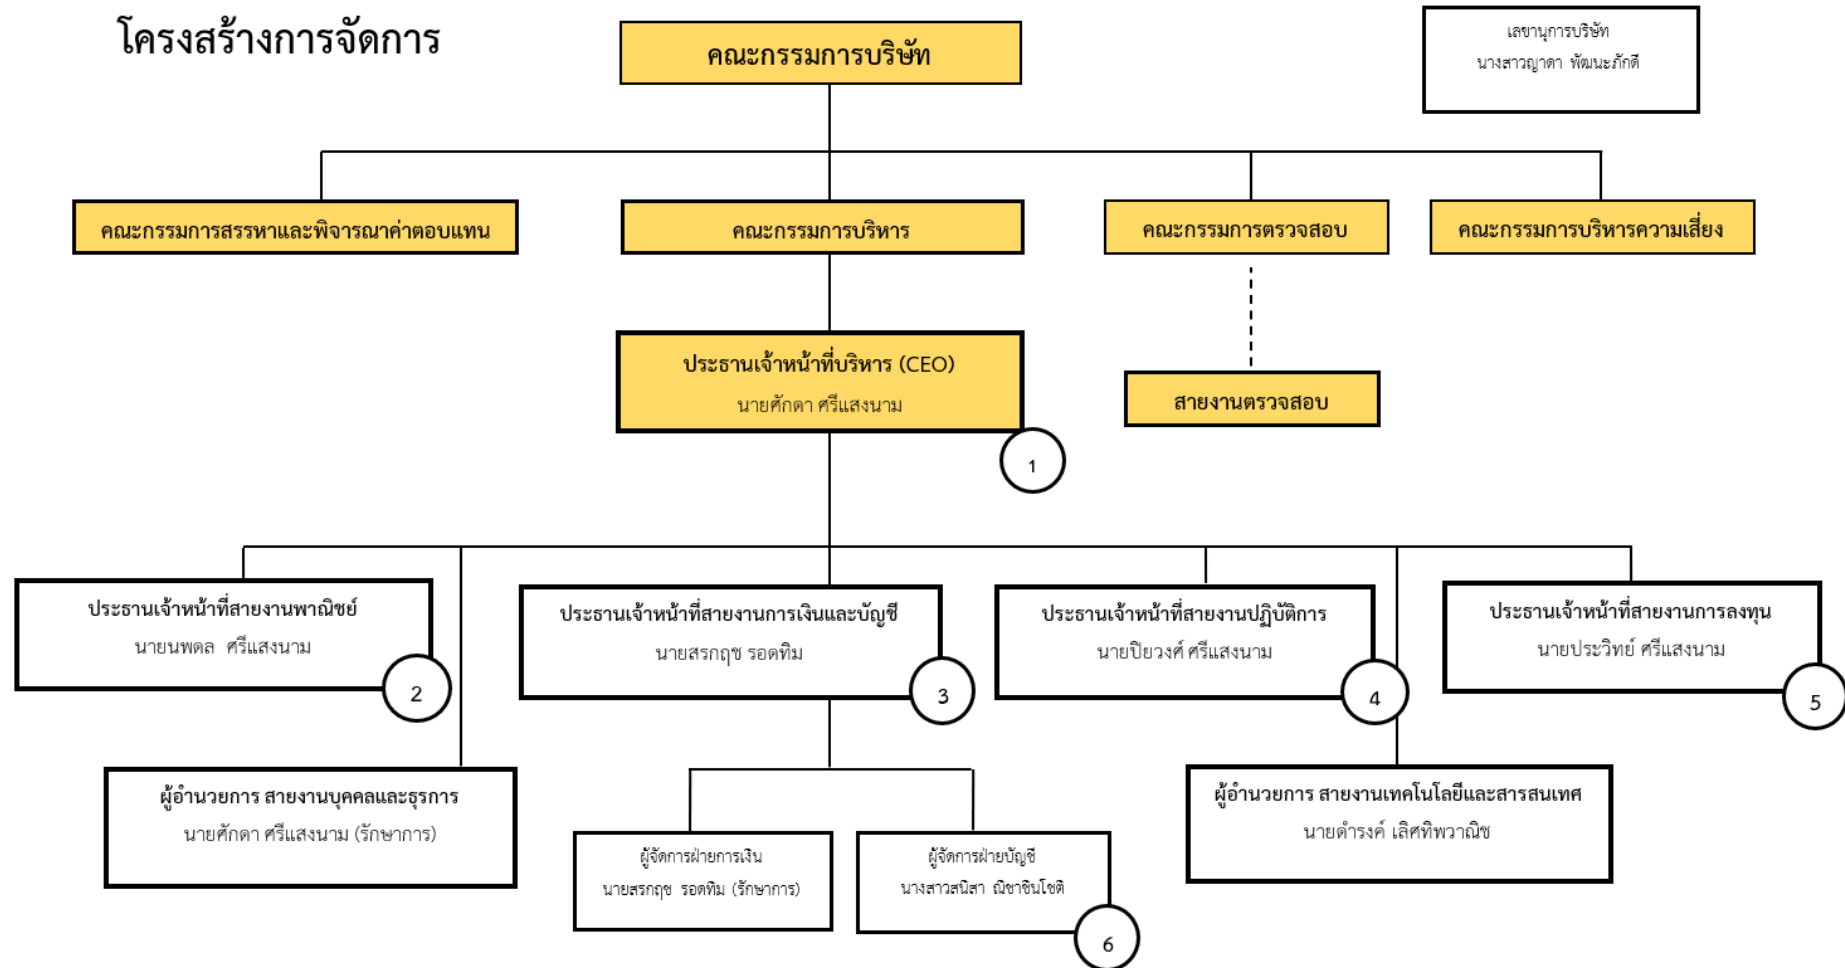 โครงสร้างการจัดการ
คณะกรรมการบริษัท
เลขานุการบริษัท
นางสาวญาดา พัฒนะภักดี
คณะกรรมการสรรหาและพิจารณาค่าตอบแทน
คณะกรรมการบริหาร
คณะกรรมการตรวจสอบ
คณะกรรมการบริหารความเสี่ยง
ประธานเจ้าหน้าที่บริหาร (CEO)
นายศักดา ศรีแสงนาม
1
สายงานตรวจสอบ
ประธานเจ้าหน้าที่สายงานพาณิชย์
นายนพดล ศรีแสงนาม
2
ประธานเจ้าหน้าที่สายงานการเงินและบัญชี
นายสรกฤช รอดทิม
3
ประธานเจ้าหน้าที่สายงานปฏิบัติการ
นายปิยวงศ์ ศรีแสงนาม
4
ประธานเจ้าหน้าที่สายงานการลงทุน
นายประวิทย์ ศรีแสงนาม
5
ผู้อำนวยการ สายงานบุคคลและธุรการ
นายศักดา ศรีแสงนาม (รักษาการ)
ผู้จัดการฝ่ายการเงิน
นายสรกฤช รอดทิม (รักษาการ)
ผู้จัดการฝ่ายบัญชี
นางสาวสนิสา ณิชาชินโชติ
6
ผู้อำนวยการ สายงานเทคโนโลยีและสารสนเทศ
นายดำรงค์ เลิศทิพวาณิช